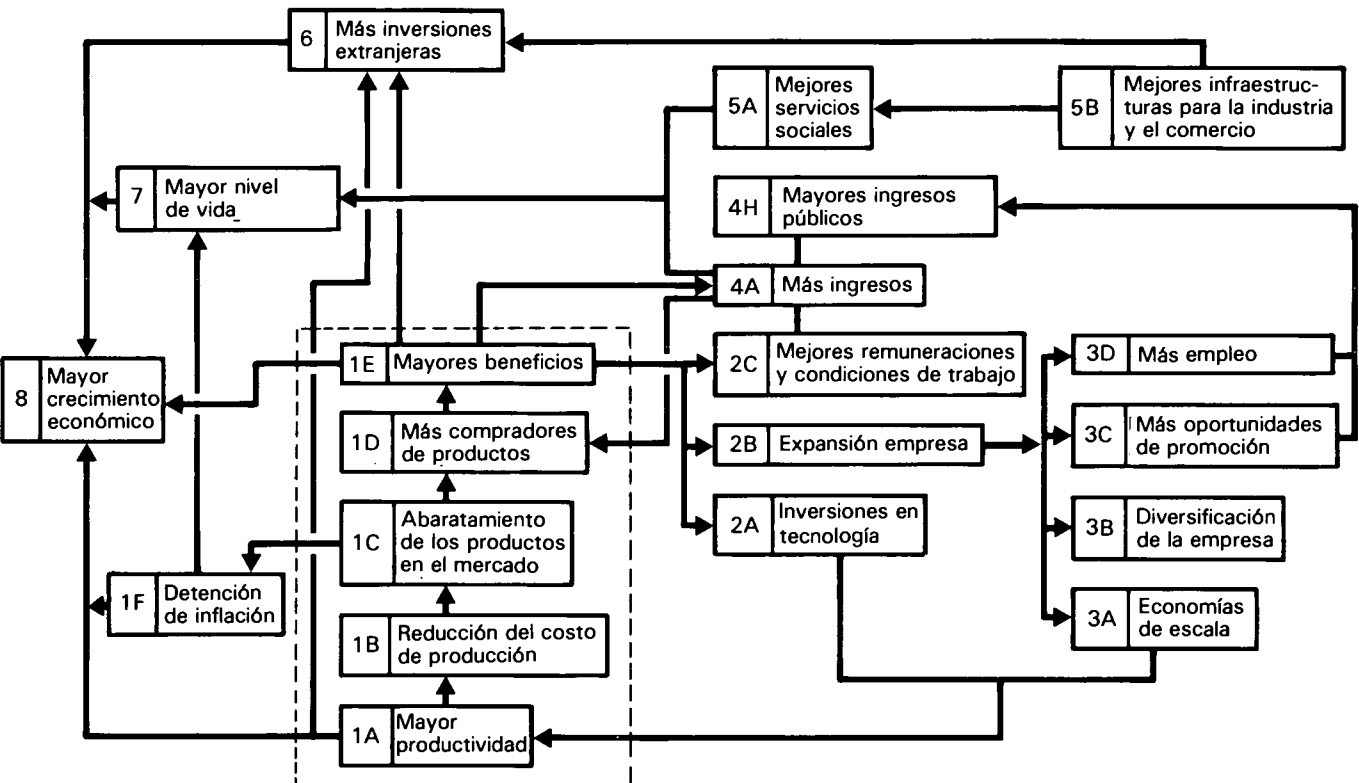 6
Más inversiones
extranjeras
5A
Mejores
servicios
sociales
5B
Mejores infraestruc-
turas para la industria
y el comercio
7
Mayor nivel
de vida
4H
Mayores ingresos
públicos
4A
Más ingresos
8
Mayor
crecimiento
económico
1E
Mayores beneficios
2C
Mejores remuneraciones
y condiciones de trabajo
3D
Más empleo
1D
Más compradores
de productos
2B
Expansión empresa
3C
Más oportunidades
de promoción
1C
Abaratamiento
de los productos
en el mercado
2A
Inversiones en
tecnología
3B
Diversificación
de la empresa
1F
Detención
de inflación
1B
Reducción del costo
de producción
3A
Economías
de escala
1A
Mayor
productividad